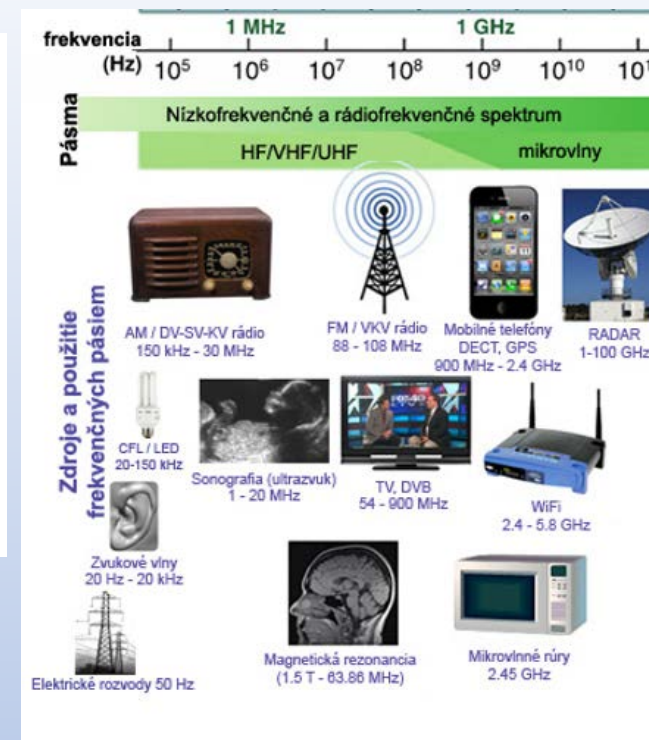 1 MHz 1 GHz
frekvencia
(Hz) 10⁵ 10⁶ 10⁷ 10⁸ 10⁹ 10¹⁰
Pásma
Nízkofrekvenčné a rádiofrekvenčné spektrum
HF/VHF/UHF mikrovlny
Zdroje a použitie
frekvenčných pásiem
AM / DV-SV-KV rádio
150 kHz - 30 MHz
FM / VKV rádio
88 - 108 MHz
Mobilné telefóny
DECT, GPS
900 MHz - 2.4 GHz
RADAR
1-100 GHz
CFL / LED
20-150 kHz
Sonografia (ultrazvuk)
1 - 20 MHz
TV, DVB
54 - 900 MHz
WiFi
2.4 - 5.8 GHz
Zvukové vlny
20 Hz - 20 kHz
Elektrické rozvody 50 Hz
Magnetická rezonancia
(1.5 T - 63.86 MHz)
Mikrovlnné rúry
2.45 GHz